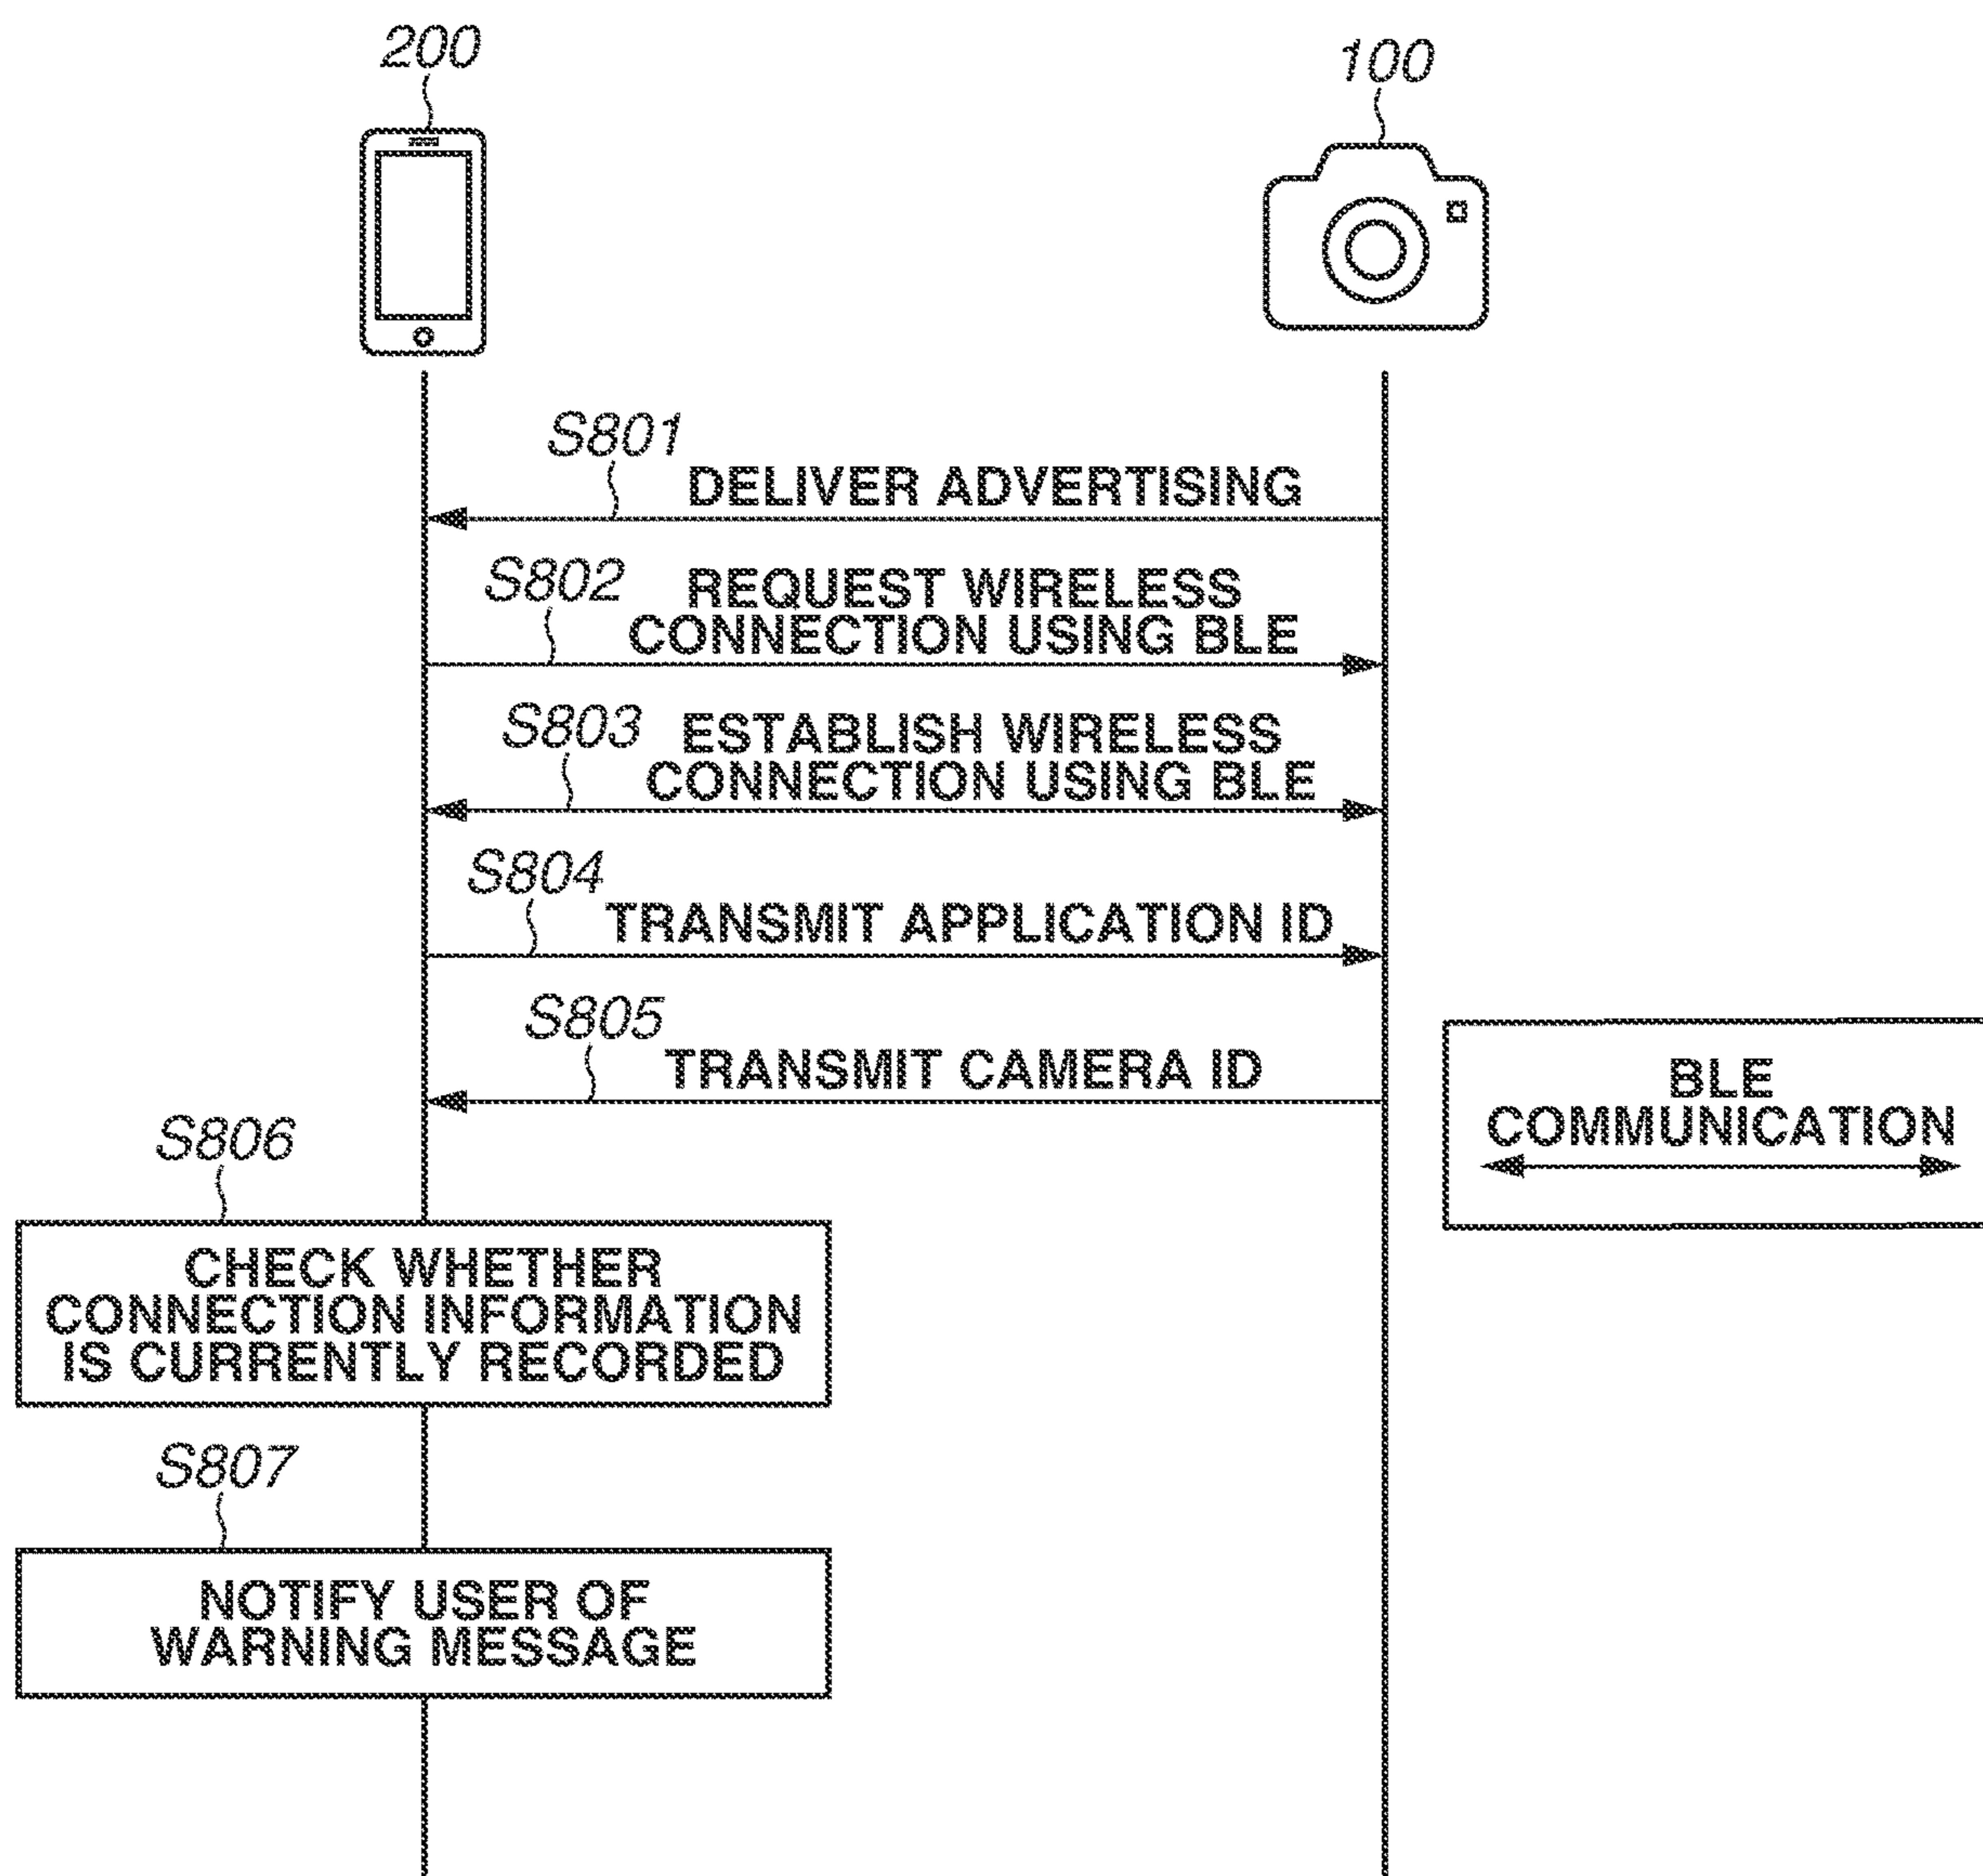 200
100
S801
DELIVER ADVERTISING
S802
REQUEST WIRELESS
CONNECTION USING BLE
S803
ESTABLISH WIRELESS
CONNECTION USING BLE
S804
TRANSMIT APPLICATION ID
S805
TRANSMIT CAMERA ID
BLE
COMMUNICATION
S806
CHECK WHETHER
CONNECTION INFORMATION
IS CURRENTLY RECORDED
S807
NOTIFY USER OF
WARNING MESSAGE